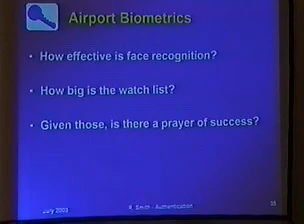 Airport Biometrics
• How effective is face recognition?
• How big is the watch list?
• Given those, is there a prayer of success?
July 2003
R. Smith - Authentication